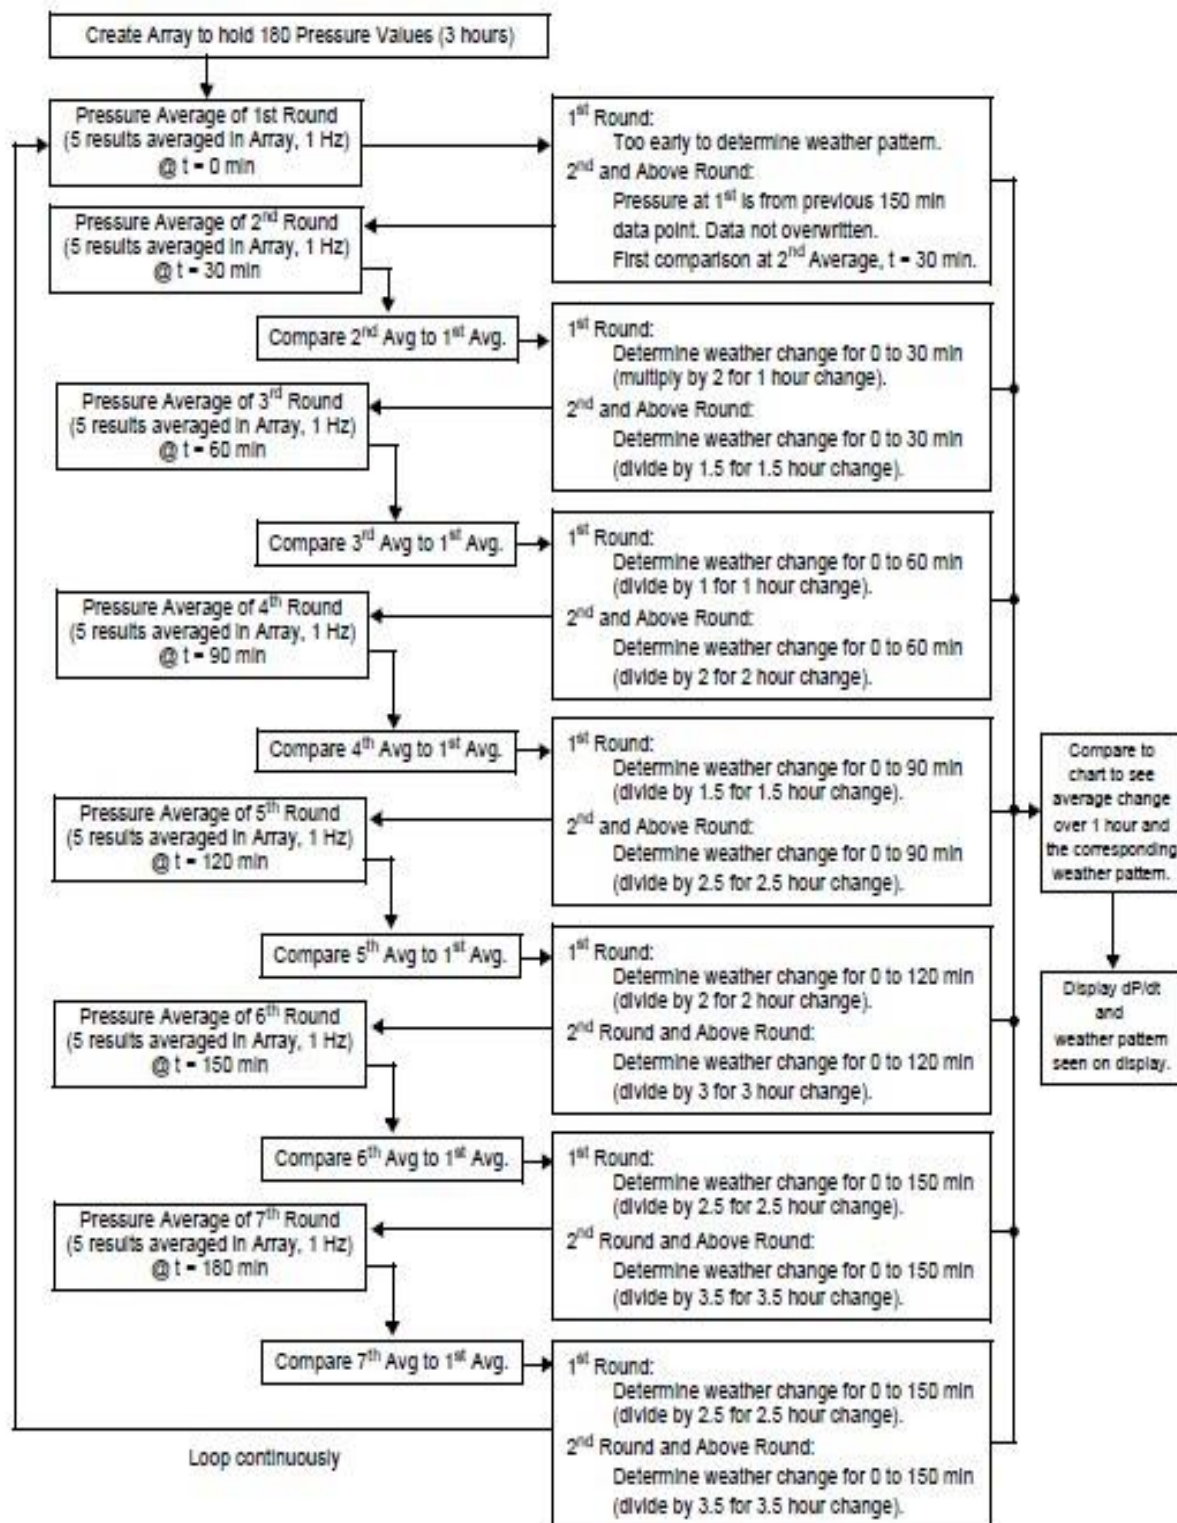 Create Array to hold 180 Pressure Values (3 hours)
Pressure Average of 1st Round
(5 results averaged in Array, 1 Hz)
@ t = 0 min
1st Round:
Too early to determine weather pattern.
2nd and Above Round:
Pressure at 1st is from previous 150 min
data point. Data not overwritten.
First comparison at 2nd Average, t = 30 min.
Pressure Average of 2nd Round
(5 results averaged in Array, 1 Hz)
@ t = 30 min
Compare 2nd Avg to 1st Avg.
1st Round:
Determine weather change for 0 to 30 min
(multiply by 2 for 1 hour change).
2nd and Above Round:
Determine weather change for 0 to 30 min
(divide by 1.5 for 1.5 hour change).
Pressure Average of 3rd Round
(5 results averaged in Array, 1 Hz)
@ t = 60 min
Compare 3rd Avg to 1st Avg.
1st Round:
Determine weather change for 0 to 60 min
(divide by 1 for 1 hour change).
2nd and Above Round:
Determine weather change for 0 to 60 min
(divide by 2 for 2 hour change).
Pressure Average of 4th Round
(5 results averaged in Array, 1 Hz)
@ t = 90 min
Compare 4th Avg to 1st Avg.
1st Round:
Determine weather change for 0 to 90 min
(divide by 1.5 for 1.5 hour change).
2nd and Above Round:
Determine weather change for 0 to 90 min
(divide by 2.5 for 2.5 hour change).
Pressure Average of 5th Round
(5 results averaged in Array, 1 Hz)
@ t = 120 min
Compare 5th Avg to 1st Avg.
1st Round:
Determine weather change for 0 to 120 min
(divide by 2 for 2 hour change).
2nd Round and Above Round:
Determine weather change for 0 to 120 min
(divide by 3 for 3 hour change).
Pressure Average of 6th Round
(5 results averaged in Array, 1 Hz)
@ t = 150 min
Compare 6th Avg to 1st Avg.
1st Round:
Determine weather change for 0 to 150 min
(divide by 2.5 for 2.5 hour change).
2nd Round and Above Round:
Determine weather change for 0 to 150 min
(divide by 3.5 for 3.5 hour change).
Pressure Average of 7th Round
(5 results averaged in Array, 1 Hz)
@ t = 180 min
Compare 7th Avg to 1st Avg.
1st Round:
Determine weather change for 0 to 150 min
(divide by 2.5 for 2.5 hour change).
2nd Round and Above Round:
Determine weather change for 0 to 150 min
(divide by 3.5 for 3.5 hour change).
Loop continuously
Compare to
chart to see
average change
over 1 hour and
the corresponding
weather pattern.
Display dP/dt
and
weather pattern
seen on display.